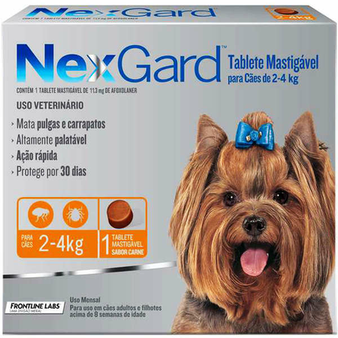 NexGard™
Tablete Mastigável
para Cães de 2-4 kg
CONTÉM 1 TABLETE MASTIGÁVEL DE 11,3 mg DE AFOXOLANER
USO VETERINÁRIO
• Mata pulgas e carrapatos
• Altamente palatável
• Ação rápida
• Protege por 30 dias
PARA CÃES
2-4kg
1 TABLETE MASTIGÁVEL
SABOR CARNE
FRONTLINE LABS
Uso Mensal
Para uso em cães adultos e filhotes
acima de 8 semanas de idade